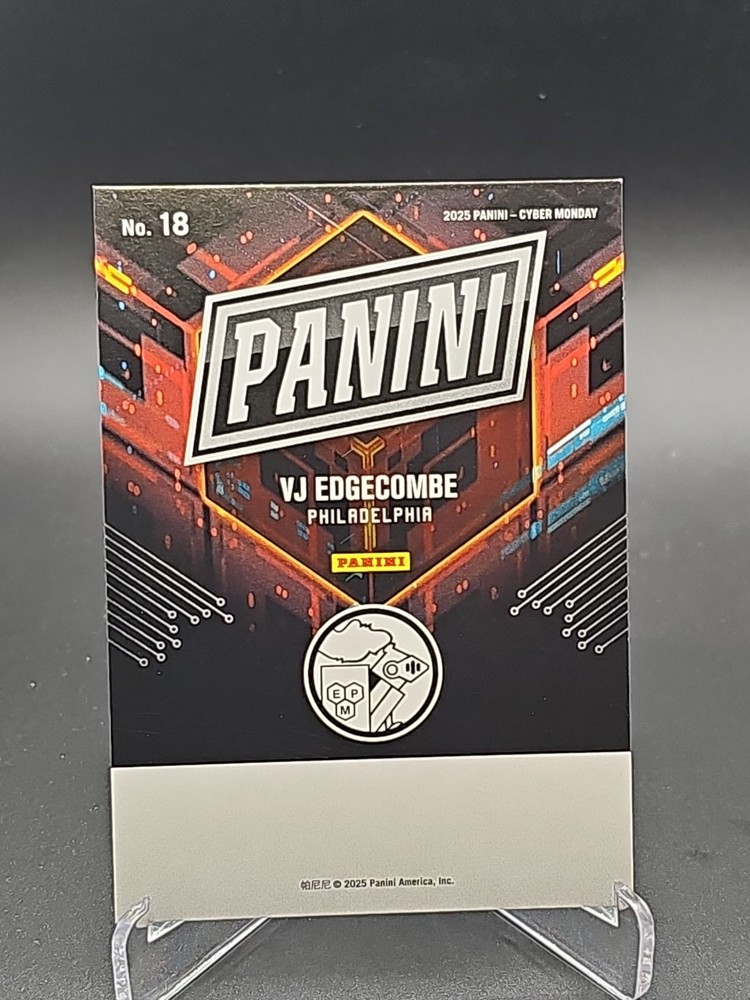 No. 18
2025 PANINI – CYBER MONDAY
PANINI
VJ EDGECOMBE
PHILADELPHIA
PANINI
E P
M
帕尼尼 © 2025 Panini America, Inc.